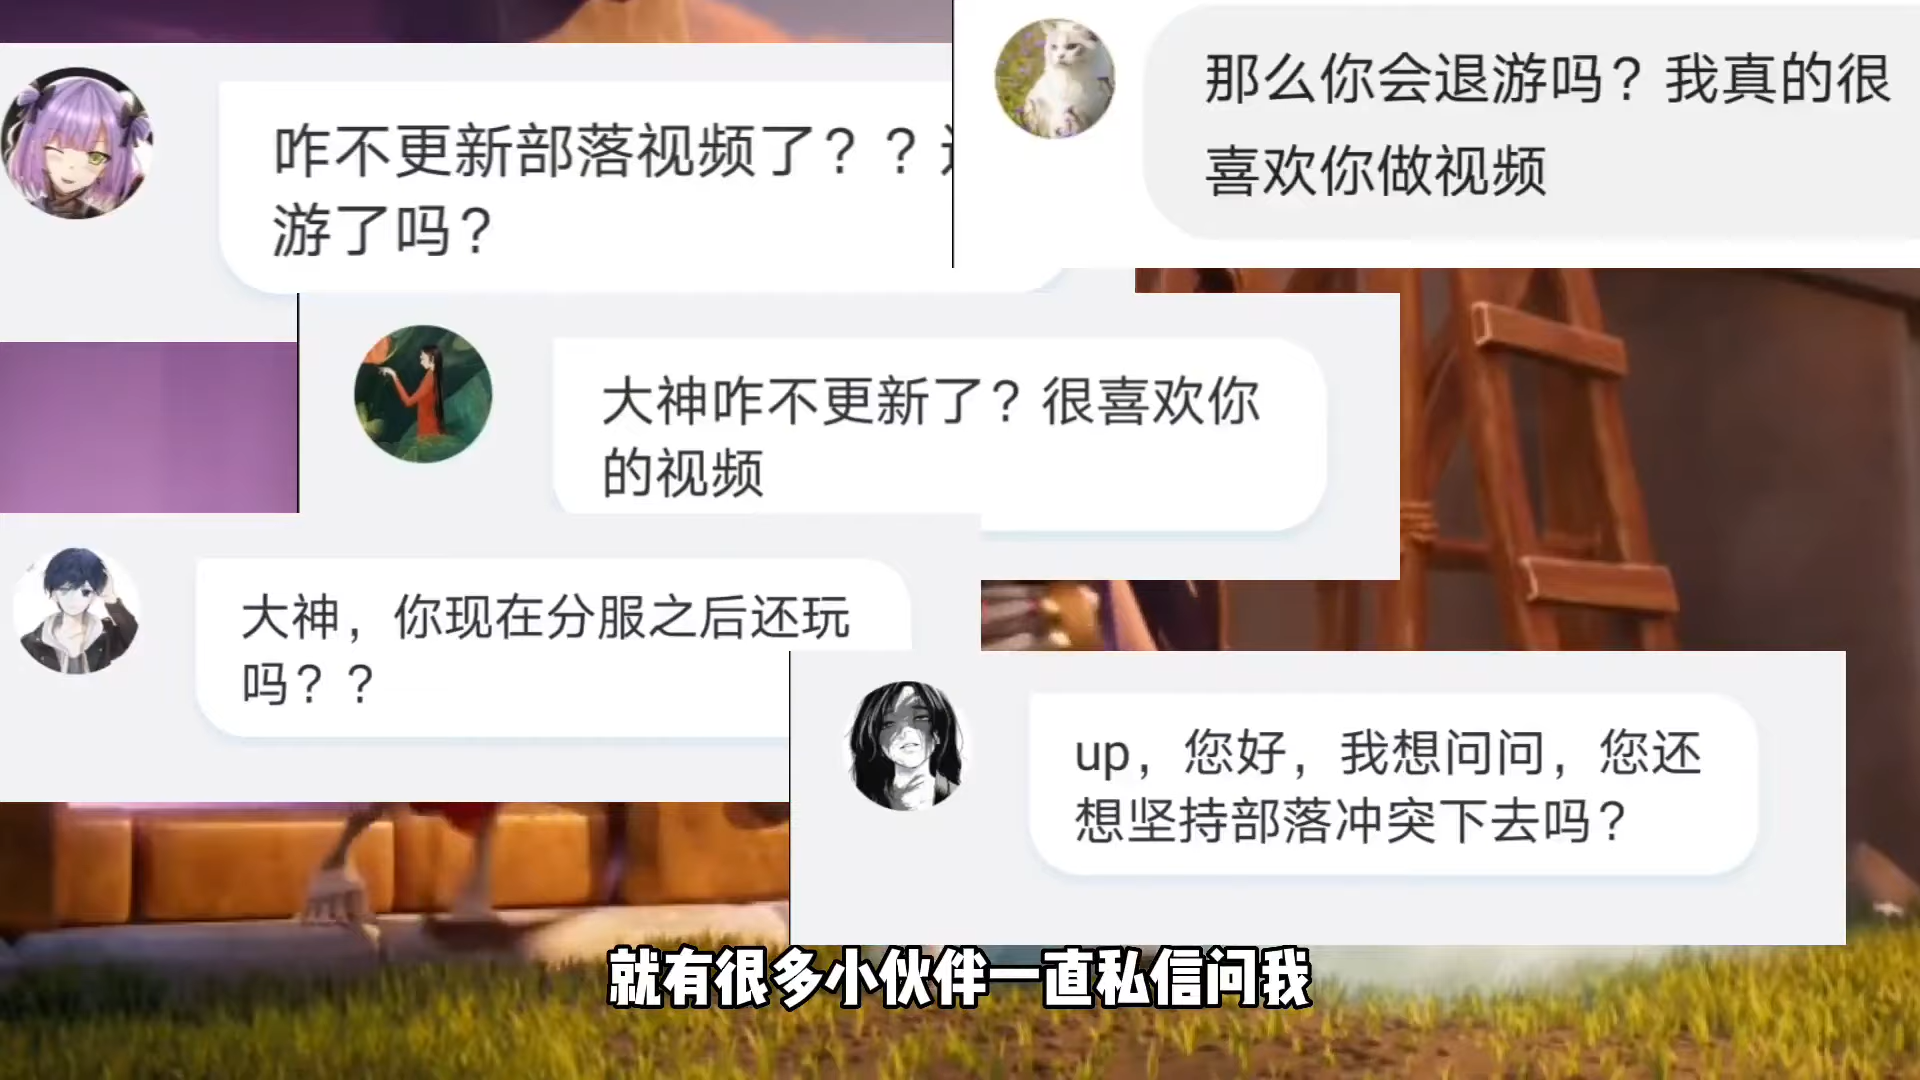 咋不更新部落视频了？？
游了吗？
那么你会退游吗？我真的很
喜欢你做视频
大神咋不更新了？很喜欢你
的视频
大神，你现在分服之后还玩
吗？？
up，您好，我想问问，您还
想坚持部落冲突下去吗？
就有很多小伙伴一直私信问我